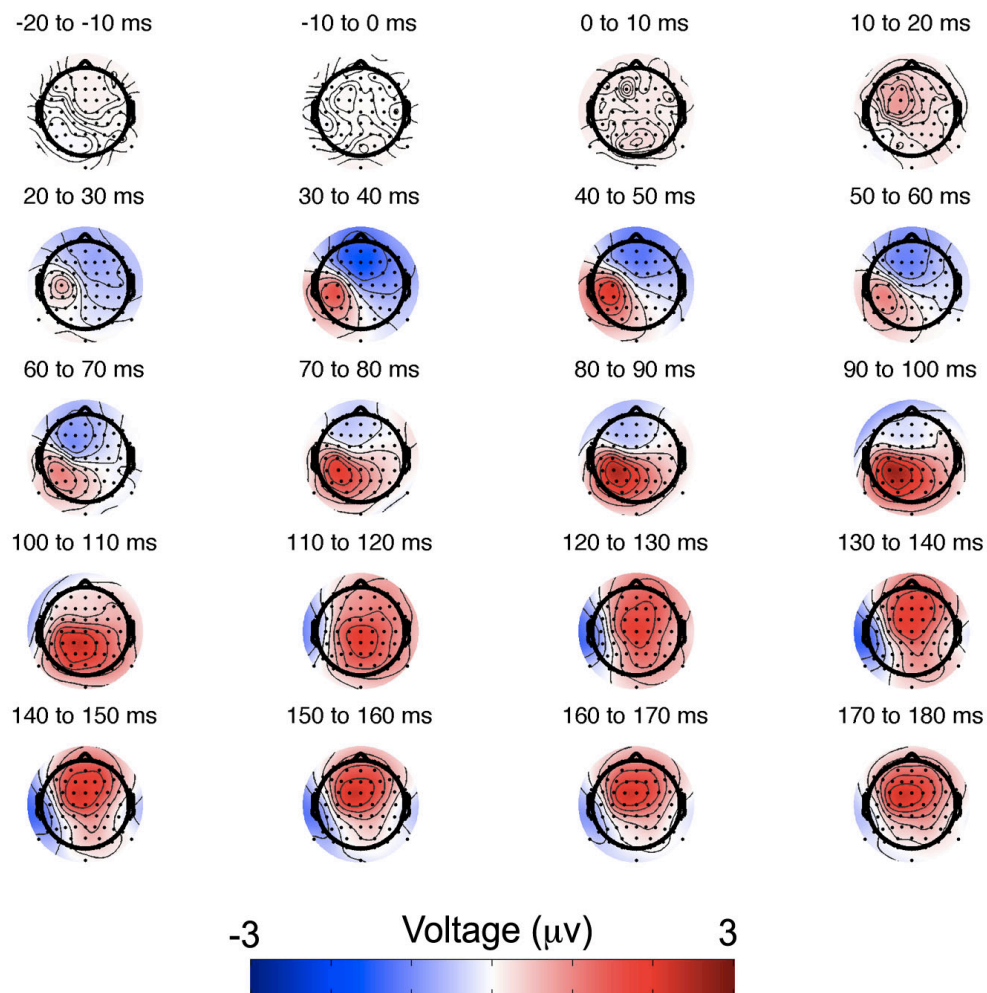 -20 to -10 ms -10 to 0 ms 0 to 10 ms 10 to 20 ms
20 to 30 ms 30 to 40 ms 40 to 50 ms 50 to 60 ms
60 to 70 ms 70 to 80 ms 80 to 90 ms 90 to 100 ms
100 to 110 ms 110 to 120 ms 120 to 130 ms 130 to 140 ms
140 to 150 ms 150 to 160 ms 160 to 170 ms 170 to 180 ms
-3 Voltage (μv) 3